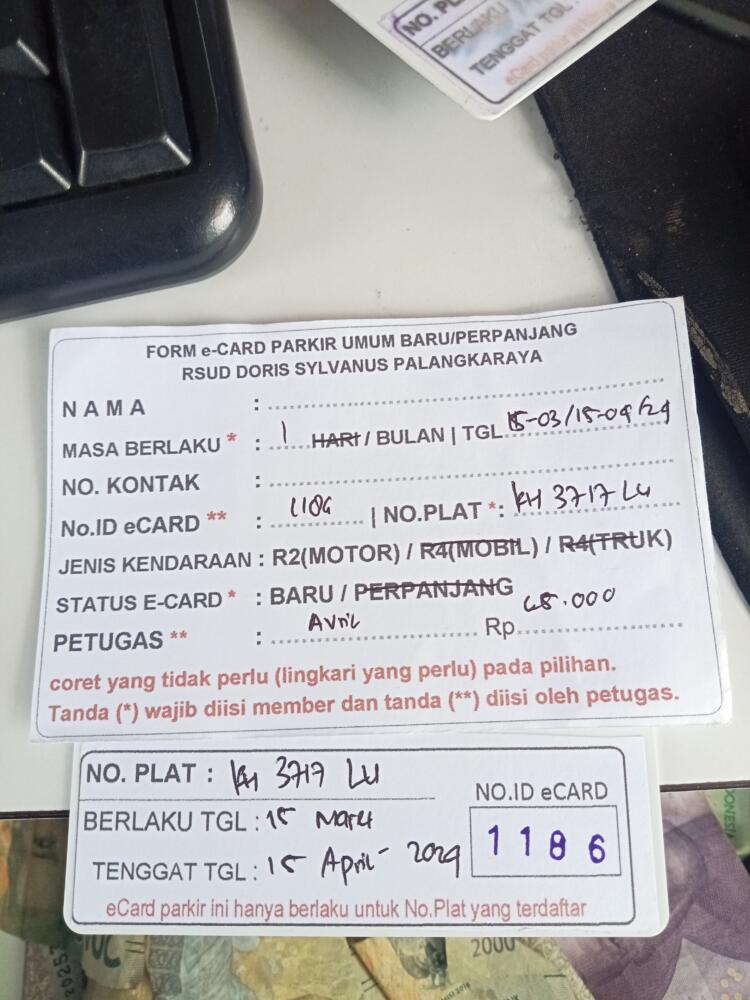 NO. PL
BERLAKU
TENGGAT TGL :
FORM e-CARD PARKIR UMUM BARU/PERPANJANG
RSUD DORIS SYLVANUS PALANGKARAYA
NAMA :
MASA BERLAKU * : 1 HARI / BULAN | TGL 15-03/15-04/24
NO. KONTAK :
No.ID eCARD ** : 1186 | NO.PLAT *: KH 3717 LU
JENIS KENDARAAN : R2(MOTOR) / R4(MOBIL) / R4(TRUK)
STATUS E-CARD * : BARU / PERPANJANG
PETUGAS ** : Avril Rp 65.000
coret yang tidak perlu (lingkari yang perlu) pada pilihan.
Tanda (*) wajib diisi member dan tanda (**) diisi oleh petugas.
NO. PLAT : KH 3717 LU
NO.ID eCARD
BERLAKU TGL : 15 Maret
1186
TENGGAT TGL : 15 April 2024
eCard parkir ini hanya berlaku untuk No.Plat yang terdaftar
2000